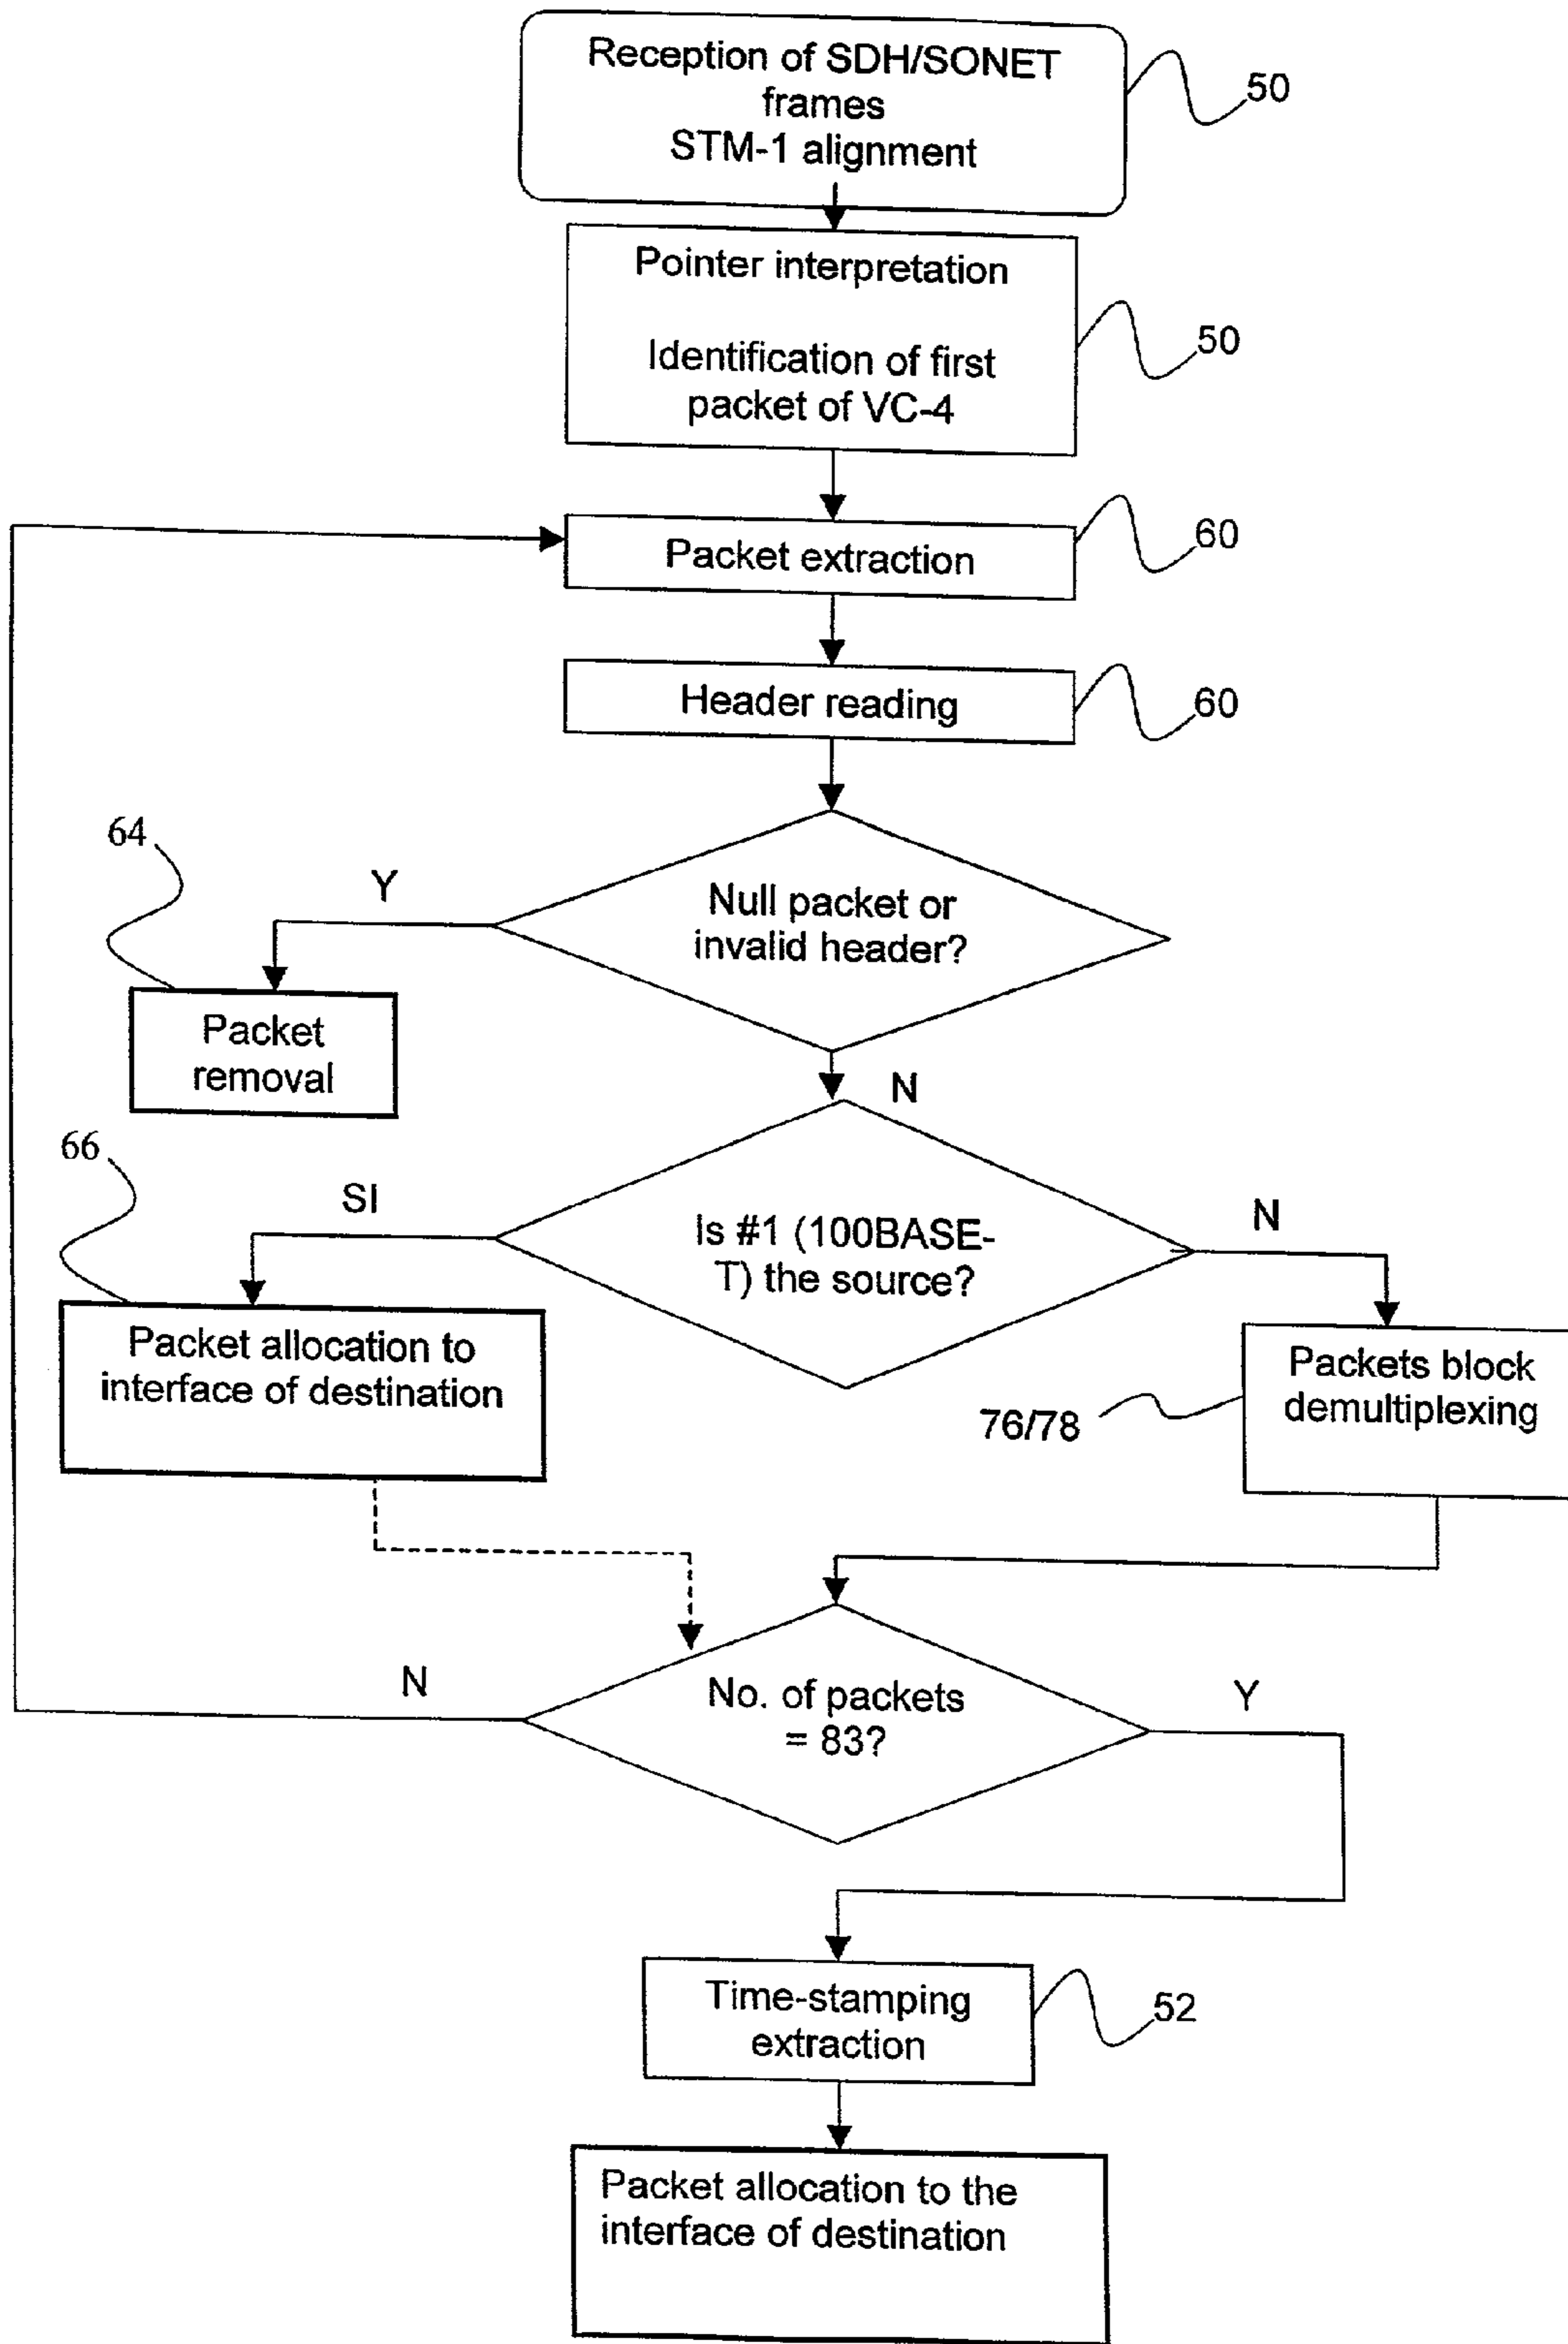 Reception of SDH/SONET
frames
STM-1 alignment
50
Pointer interpretation
Identification of first
packet of VC-4
50
Packet extraction
60
Header reading
60
64
Y
Null packet or
invalid header?
Packet
removal
N
66
SI
Is #1 (100BASE-
T) the source?
N
Packet allocation to
interface of destination
Packets block
demultiplexing
76/78
N
No. of packets
= 83?
Y
Time-stamping
extraction
52
Packet allocation to the
interface of destination